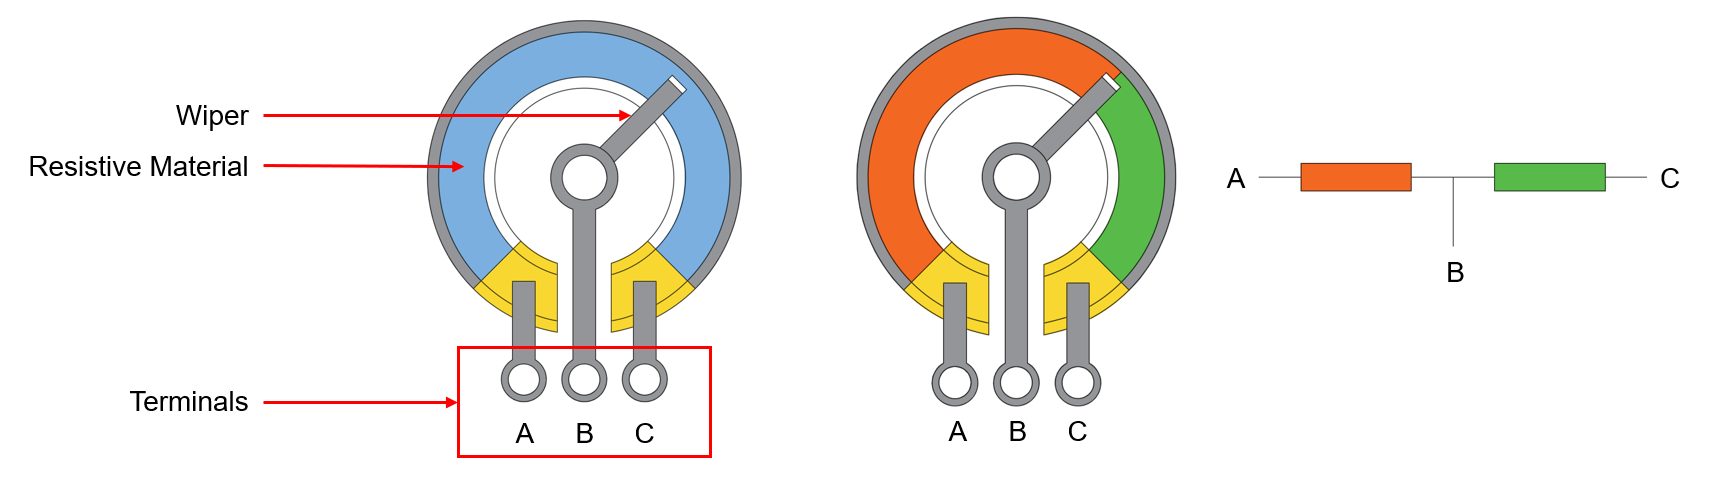 Wiper
Resistive Material
Terminals
A B C
A B C
A C
B